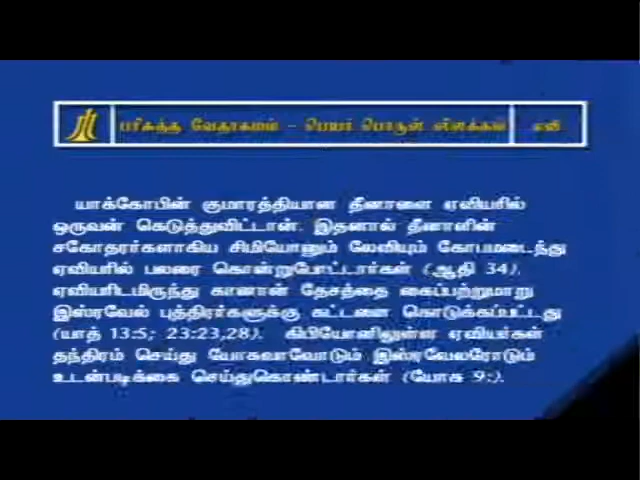 பரிசுத்த வேதாகமம் - பெயர் பொருள் விளக்கம் ஏவி
யாக்கோபின் குமாரத்தியான தீனாளை ஏவியரில்
ஒருவன் கெடுத்துவிட்டான். இதனால் தீனாளின்
சகோதரர்களாகிய சிமியோனும் லேவியும் கோபமடைந்து
ஏவியரில் பலரை கொன்றுபோட்டார்கள் (ஆதி 34).
ஏவியரிடமிருந்து கானான் தேசத்தை கைப்பற்றுமாறு
இஸ்ரவேல் புத்திரர்களுக்கு கட்டளை கொடுக்கப்பட்டது
(யாத் 13:5; 23:23,28). கிபியோனிலுள்ள ஏவியர்கள்
தந்திரம் செய்து யோசுவாவோடும் இஸ்ரவேலரோடும்
உடன்படிக்கை செய்துகொண்டார்கள் (யோசு 9:).